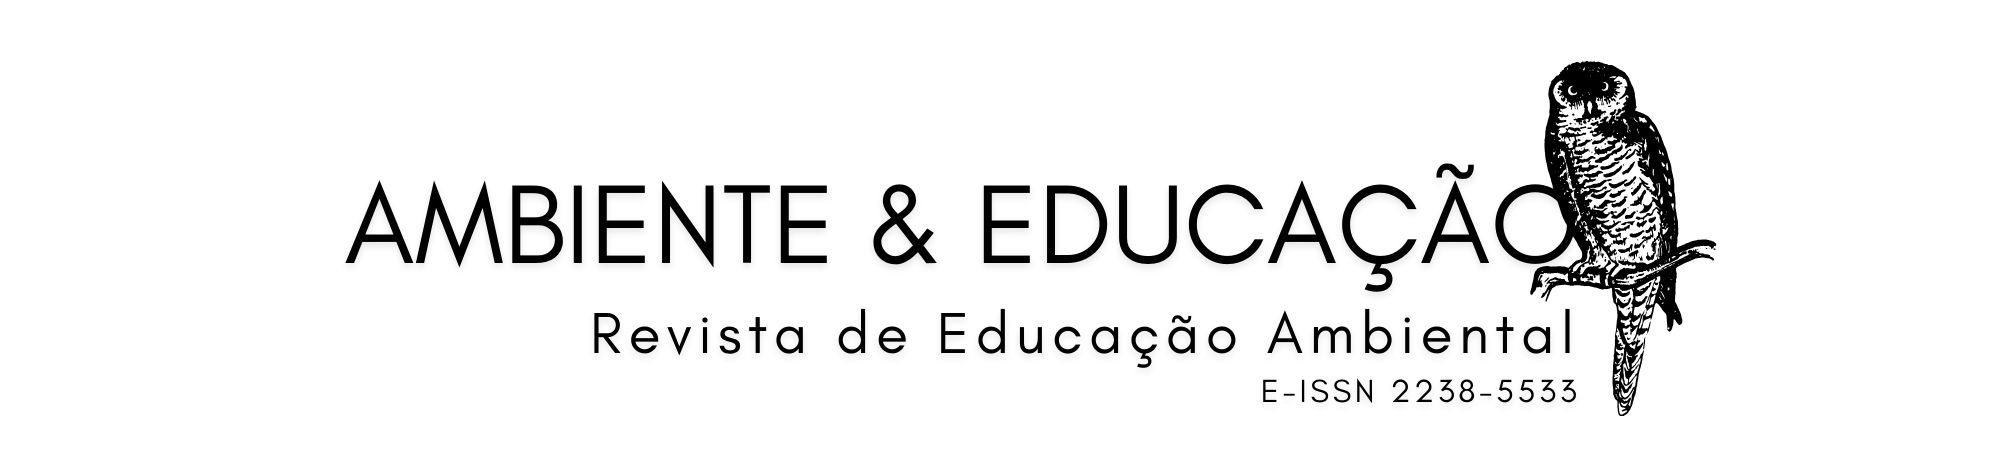 AMBIENTE & EDUCAÇÃO
Revista de Educação Ambiental
E-ISSN 2238-5533